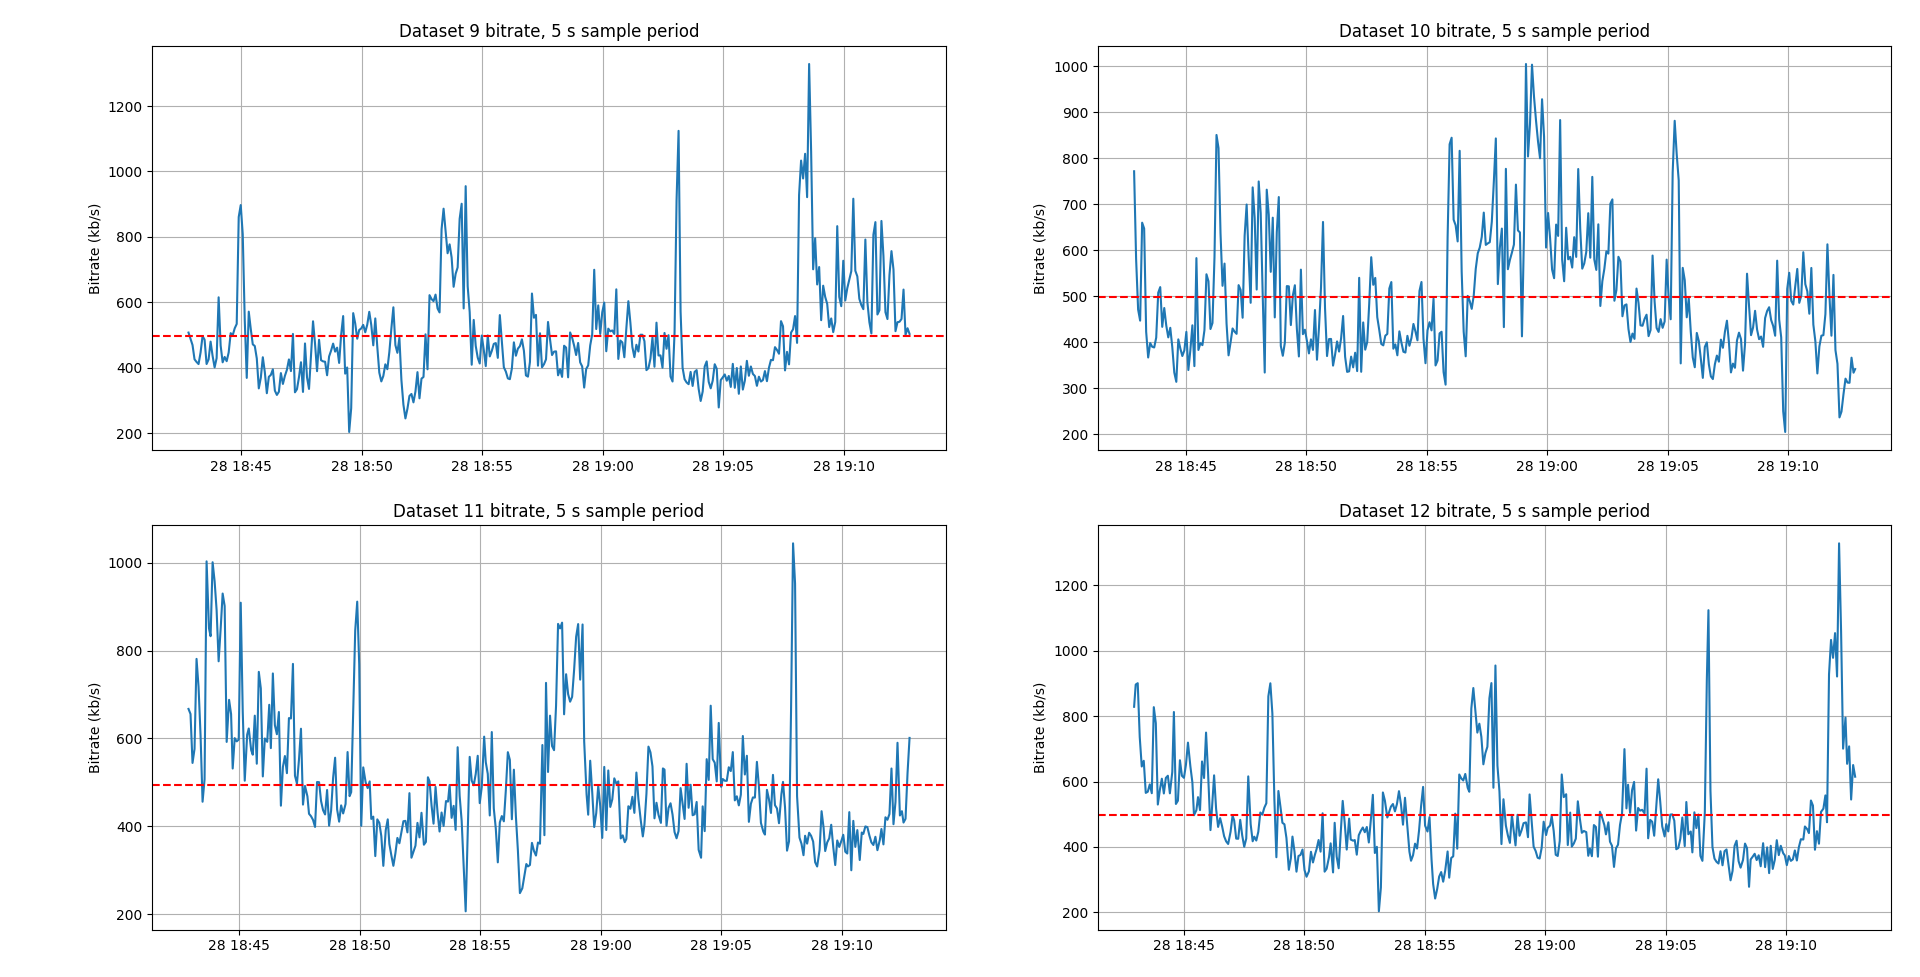 Dataset 9 bitrate, 5 s sample period
Bitrate (kb/s)
1200
1000
800
600
400
200
28 18:45 28 18:50 28 18:55 28 19:00 28 19:05 28 19:10
Dataset 10 bitrate, 5 s sample period
Bitrate (kb/s)
1000
900
800
700
600
500
400
300
200
28 18:45 28 18:50 28 18:55 28 19:00 28 19:05 28 19:10
Dataset 11 bitrate, 5 s sample period
Bitrate (kb/s)
1000
800
600
400
200
28 18:45 28 18:50 28 18:55 28 19:00 28 19:05 28 19:10
Dataset 12 bitrate, 5 s sample period
Bitrate (kb/s)
1200
1000
800
600
400
200
28 18:45 28 18:50 28 18:55 28 19:00 28 19:05 28 19:10